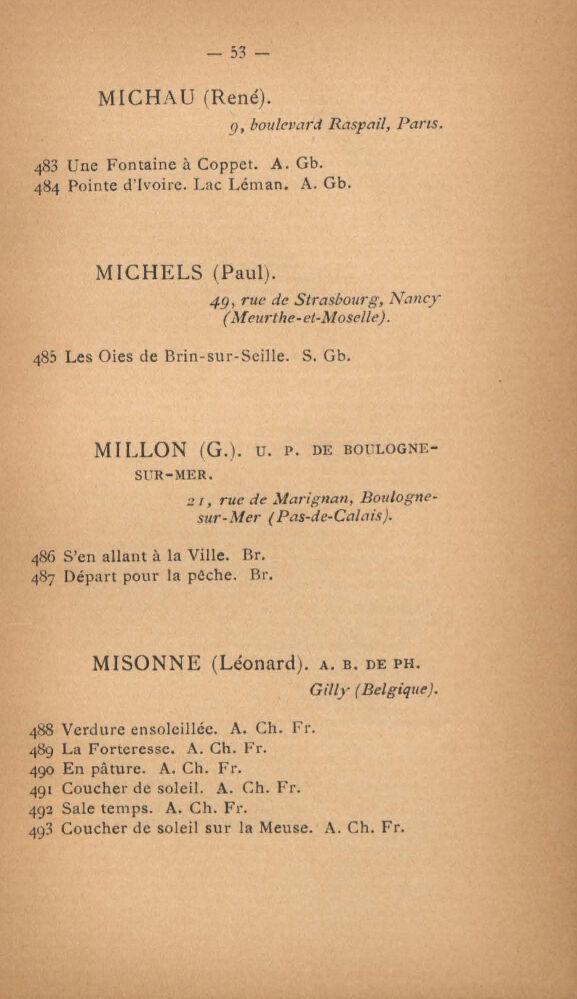 — 53 —
MICHAU (René).
9, boulevard Raspail, Paris.
483 Une Fontaine à Coppet. A. Gb.
484 Pointe d'Ivoire. Lac Léman. A. Gb.
MICHELS (Paul).
49, rue de Strasbourg, Nancy
(Meurthe-et-Moselle).
485 Les Oies de Brin-sur-Seille. S. Gb.
MILLON (G.). U. P. DE BOULOGNE-
SUR-MER.
21, rue de Marignan, Boulogne-
sur-Mer (Pas-de-Calais).
486 S'en allant à la Ville. Br.
487 Départ pour la pêche. Br.
MISONNE (Léonard). A. B. DE PH.
Gilly (Belgique).
488 Verdure ensoleillée. A. Ch. Fr.
489 La Forteresse. A. Ch. Fr.
490 En pâture. A. Ch. Fr.
491 Coucher de soleil. A. Ch. Fr.
492 Sale temps. A. Ch. Fr.
493 Coucher de soleil sur la Meuse. A. Ch. Fr.